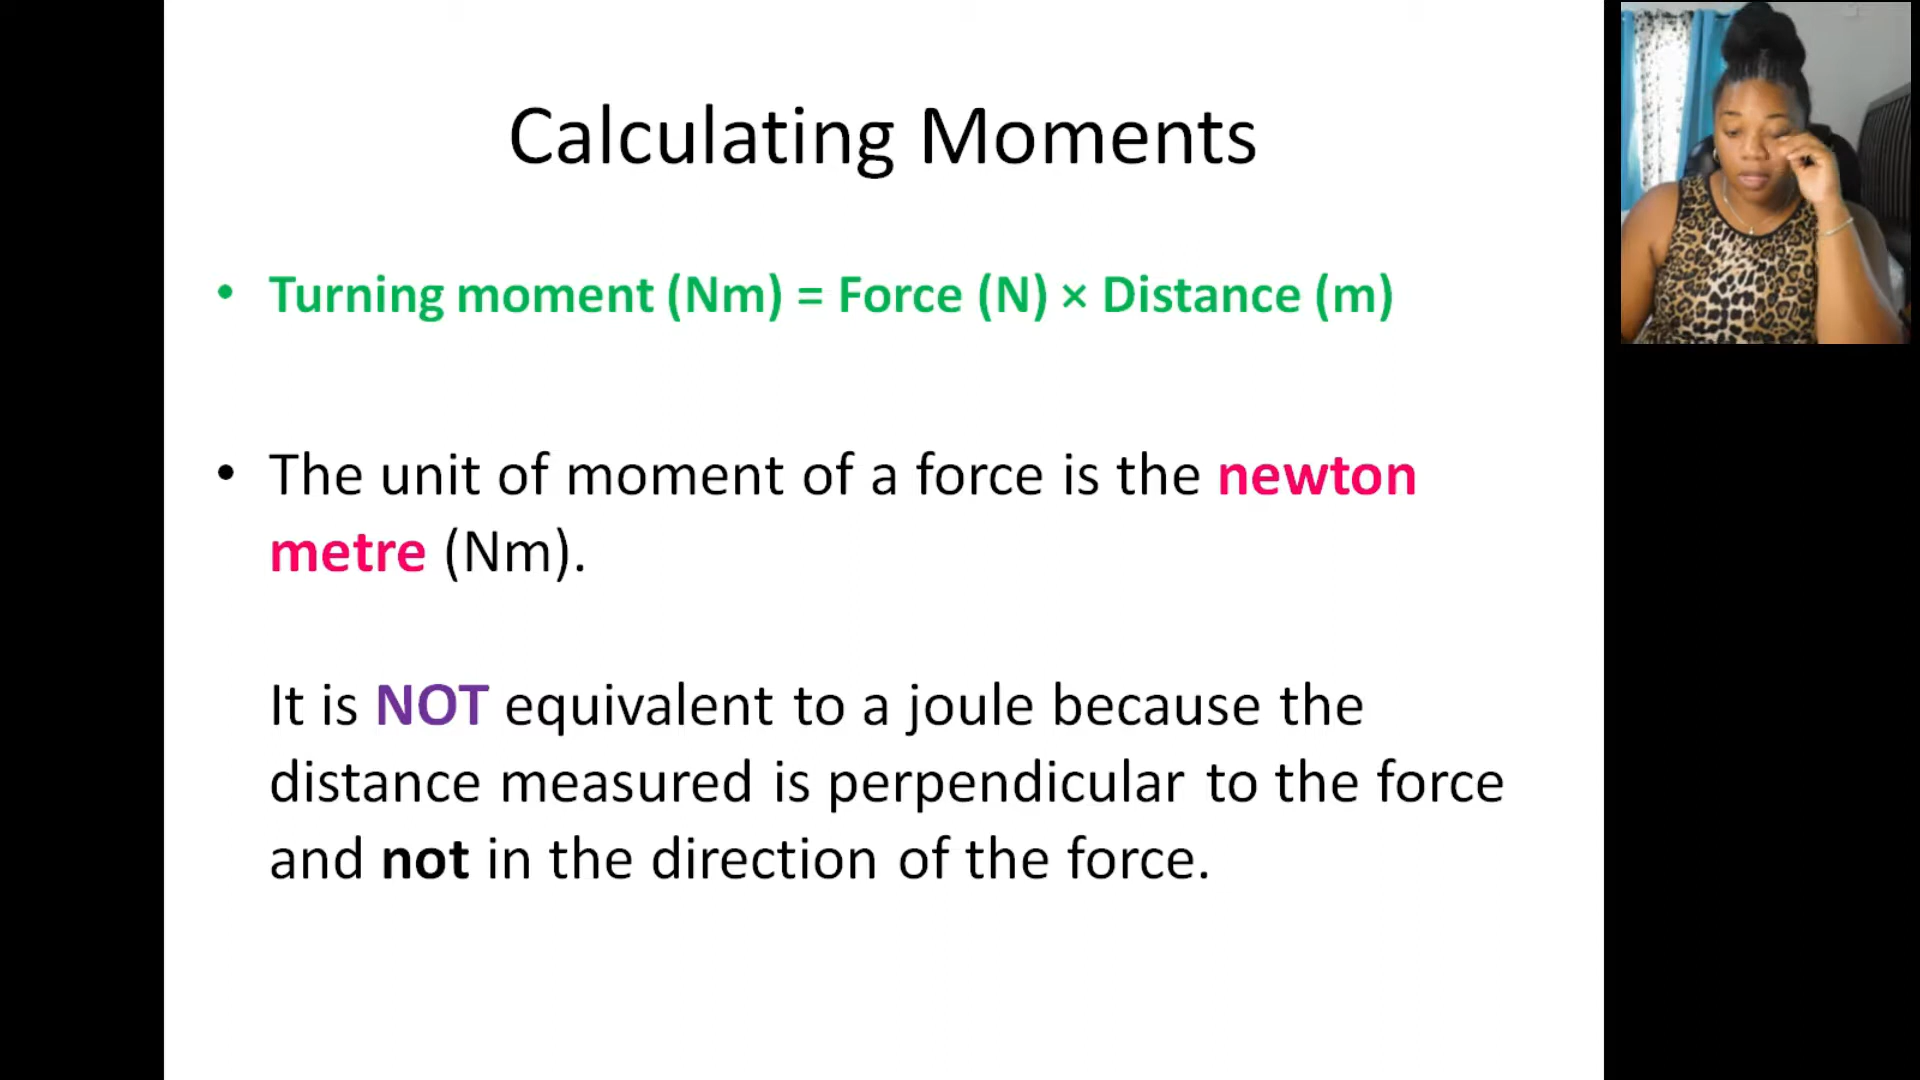 Calculating Moments
• Turning moment (Nm) = Force (N) × Distance (m)
• The unit of moment of a force is the newton
metre (Nm).
It is NOT equivalent to a joule because the
distance measured is perpendicular to the force
and not in the direction of the force.